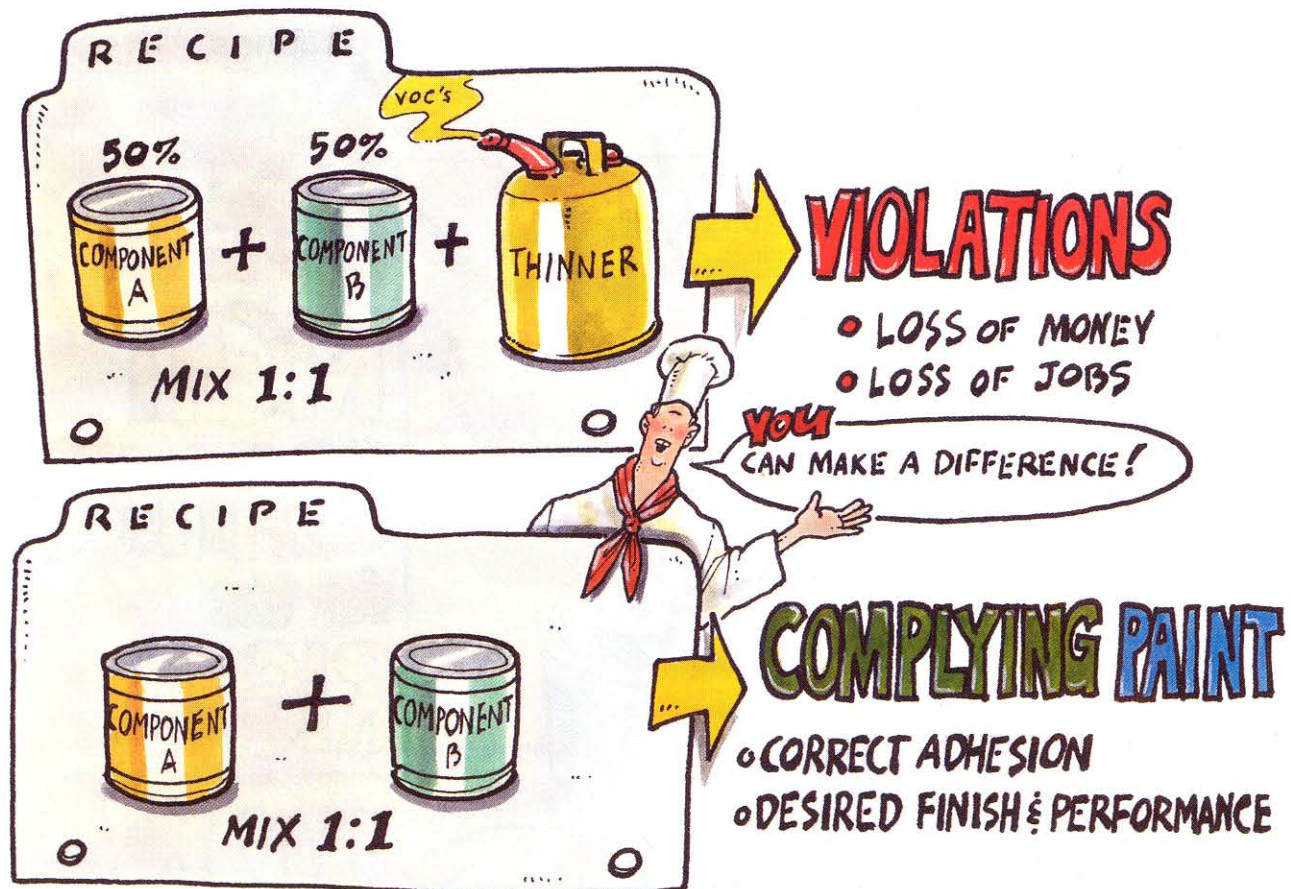 RECIPE
VOC's
50%
50%
COMPONENT
A
+
COMPONENT
B
+
THINNER
MIX 1:1
VIOLATIONS
• LOSS OF MONEY
• LOSS OF JOBS
YOU
CAN MAKE A DIFFERENCE!
RECIPE
COMPONENT
A
+
COMPONENT
B
MIX 1:1
COMPLYING PAINT
• CORRECT ADHESION
• DESIRED FINISH & PERFORMANCE